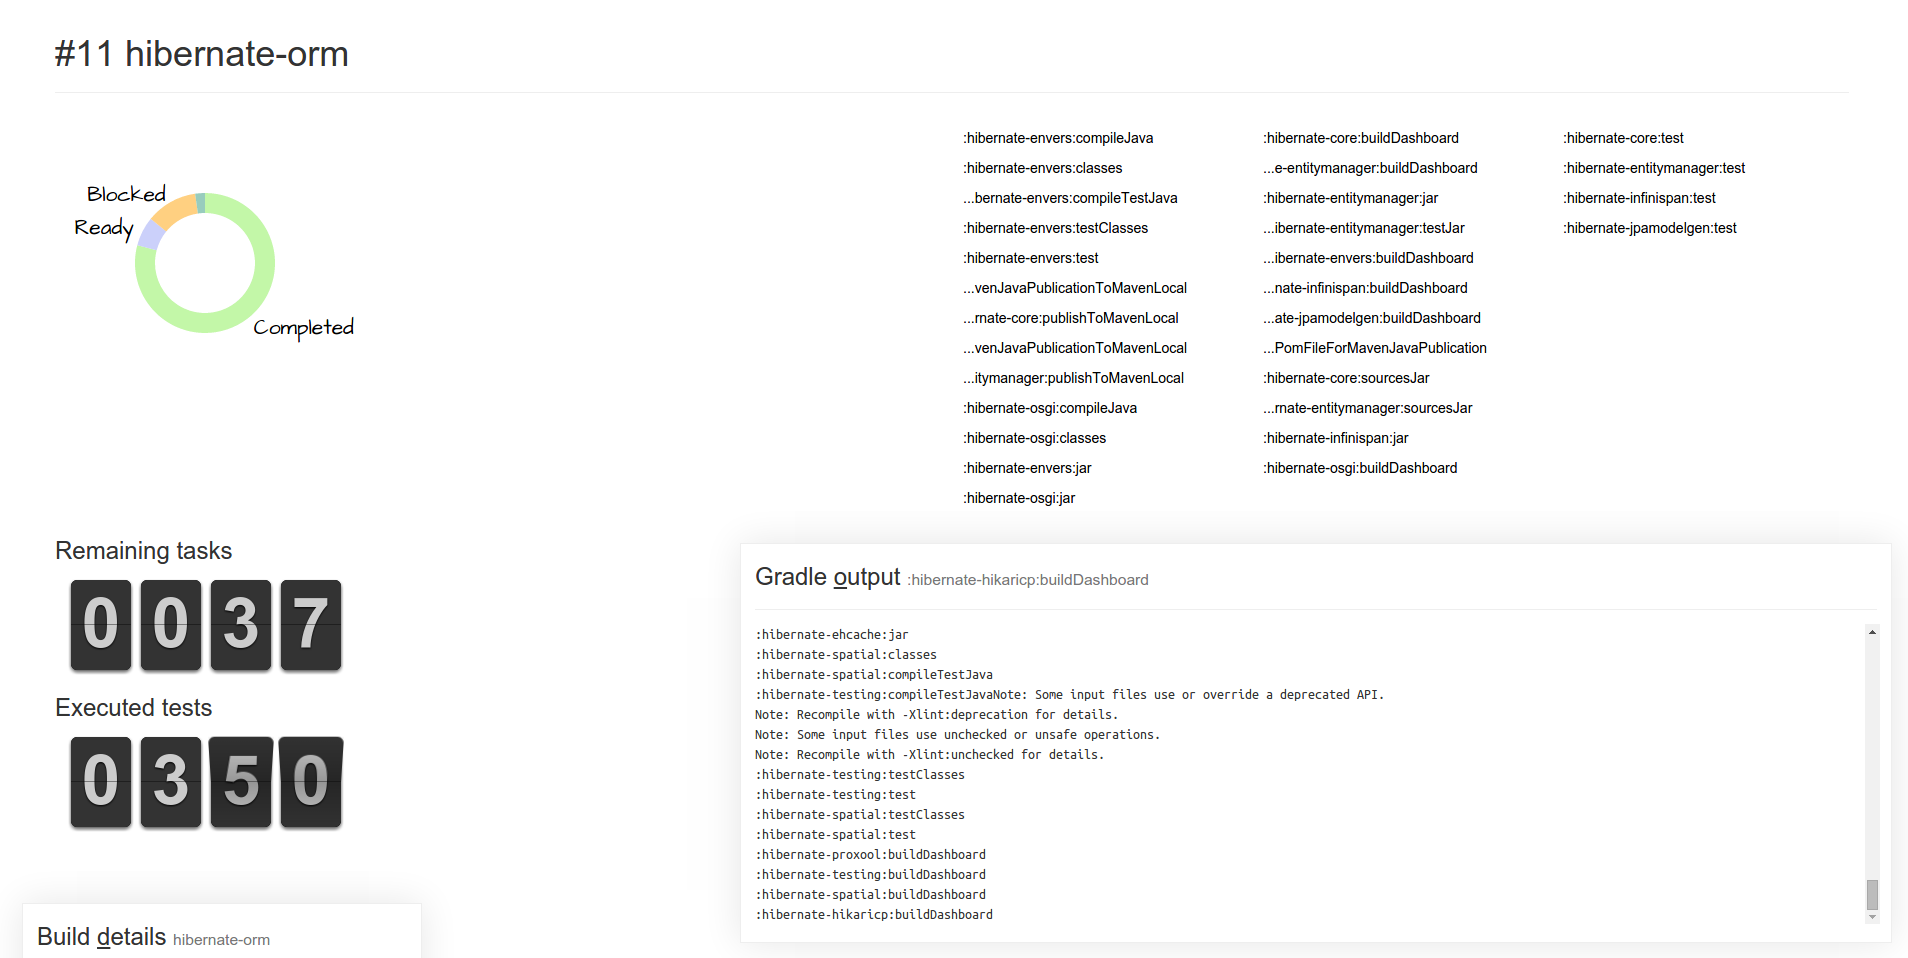 #11 hibernate-orm
Blocked
Ready
Completed
:hibernate-envers:compileJava
:hibernate-envers:classes
...bernate-envers:compileTestJava
:hibernate-envers:testClasses
:hibernate-envers:test
...venJavaPublicationToMavenLocal
...rnate-core:publishToMavenLocal
...venJavaPublicationToMavenLocal
...itymanager:publishToMavenLocal
:hibernate-osgi:compileJava
:hibernate-osgi:classes
:hibernate-envers:jar
:hibernate-osgi:jar
:hibernate-core:buildDashboard
...e-entitymanager:buildDashboard
:hibernate-entitymanager:jar
...ibernate-entitymanager:testJar
...ibernate-envers:buildDashboard
...nate-infinispan:buildDashboard
...ate-jpamodelgen:buildDashboard
...PomFileForMavenJavaPublication
:hibernate-core:sourcesJar
...rnate-entitymanager:sourcesJar
:hibernate-infinispan:jar
:hibernate-osgi:buildDashboard
:hibernate-core:test
:hibernate-entitymanager:test
:hibernate-infinispan:test
:hibernate-jpamodelgen:test
Remaining tasks
0037
Executed tests
0350
Gradle output :hibernate-hikaricp:buildDashboard
:hibernate-ehcache:jar
:hibernate-spatial:classes
:hibernate-spatial:compileTestJava
:hibernate-testing:compileTestJavaNote: Some input files use or override a deprecated API.
Note: Recompile with -Xlint:deprecation for details.
Note: Some input files use unchecked or unsafe operations.
Note: Recompile with -Xlint:unchecked for details.
:hibernate-testing:testClasses
:hibernate-testing:test
:hibernate-spatial:testClasses
:hibernate-spatial:test
:hibernate-proxool:buildDashboard
:hibernate-testing:buildDashboard
:hibernate-spatial:buildDashboard
:hibernate-hikaricp:buildDashboard
Build details hibernate-orm